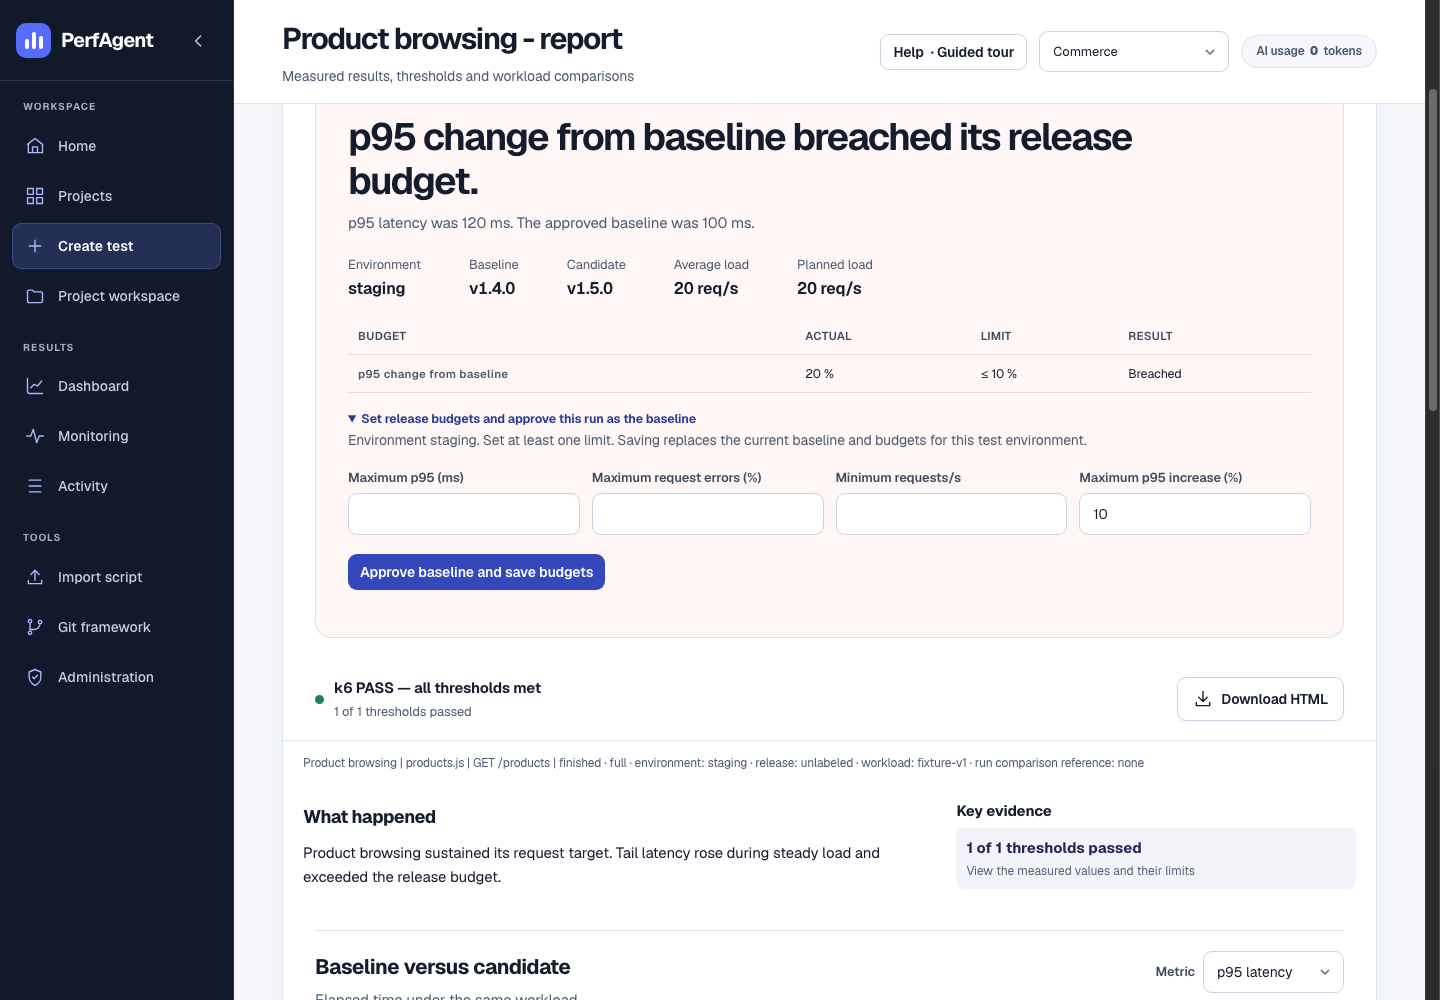 PerfAgent
WORKSPACE
Home
Projects
Create test
Project workspace
RESULTS
Dashboard
Monitoring
Activity
TOOLS
Import script
Git framework
Administration
Product browsing - report
Measured results, thresholds and workload comparisons
Help · Guided tour
Commerce
AI usage 0 tokens
p95 change from baseline breached its release
budget.
p95 latency was 120 ms. The approved baseline was 100 ms.
Environment Baseline Candidate Average load Planned load
staging v1.4.0 v1.5.0 20 req/s 20 req/s
BUDGET ACTUAL LIMIT RESULT
p95 change from baseline 20 % ≤ 10 % Breached
▼ Set release budgets and approve this run as the baseline
Environment staging. Set at least one limit. Saving replaces the current baseline and budgets for this test environment.
Maximum p95 (ms) Maximum request errors (%) Minimum requests/s Maximum p95 increase (%)
10
Approve baseline and save budgets
k6 PASS — all thresholds met
1 of 1 thresholds passed
Download HTML
Product browsing | products.js | GET /products | finished · full · environment: staging · release: unlabeled · workload: fixture-v1 · run comparison reference: none
What happened
Product browsing sustained its request target. Tail latency rose during steady load and
exceeded the release budget.
Key evidence
1 of 1 thresholds passed
View the measured values and their limits
Baseline versus candidate
Elapsed time under the same workload
Metric p95 latency